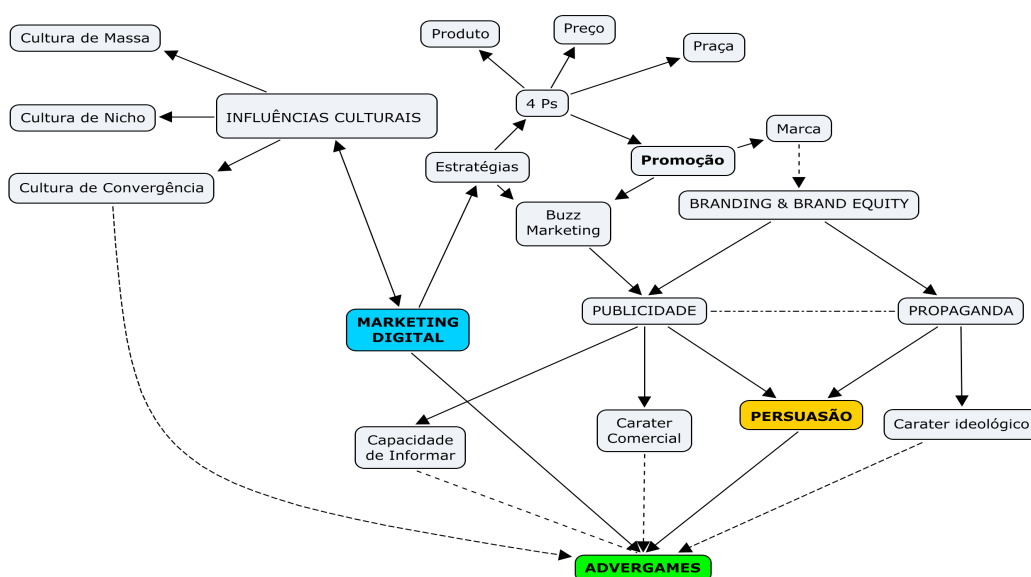 Cultura de Massa
Produto
Preço
Praça
4 Ps
Cultura de Nicho
INFLUÊNCIAS CULTURAIS
Marca
Promoção
Estratégias
Cultura de Convergência
Buzz
Marketing
BRANDING & BRAND EQUITY
MARKETING
DIGITAL
PUBLICIDADE
PROPAGANDA
Capacidade
de Informar
Carater
Comercial
PERSUASÃO
Carater ideológico
ADVERGAMES